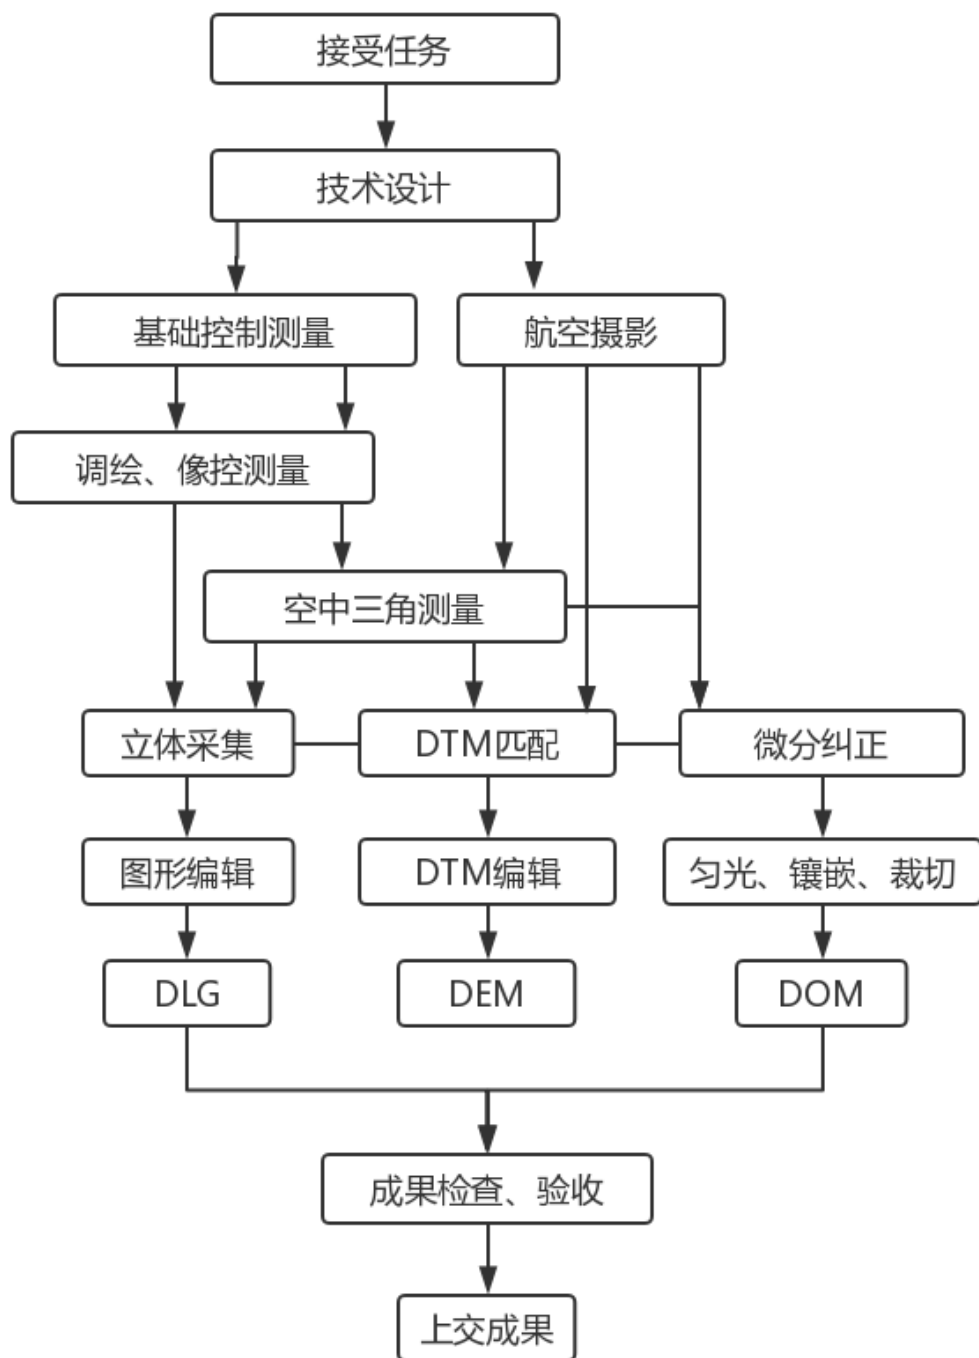 接受任务
技术设计
基础控制测量
航空摄影
调绘、像控测量
空中三角测量
立体采集
DTM匹配
微分纠正
图形编辑
DTM编辑
匀光、镶嵌、裁切
DLG
DEM
DOM
成果检查、验收
上交成果